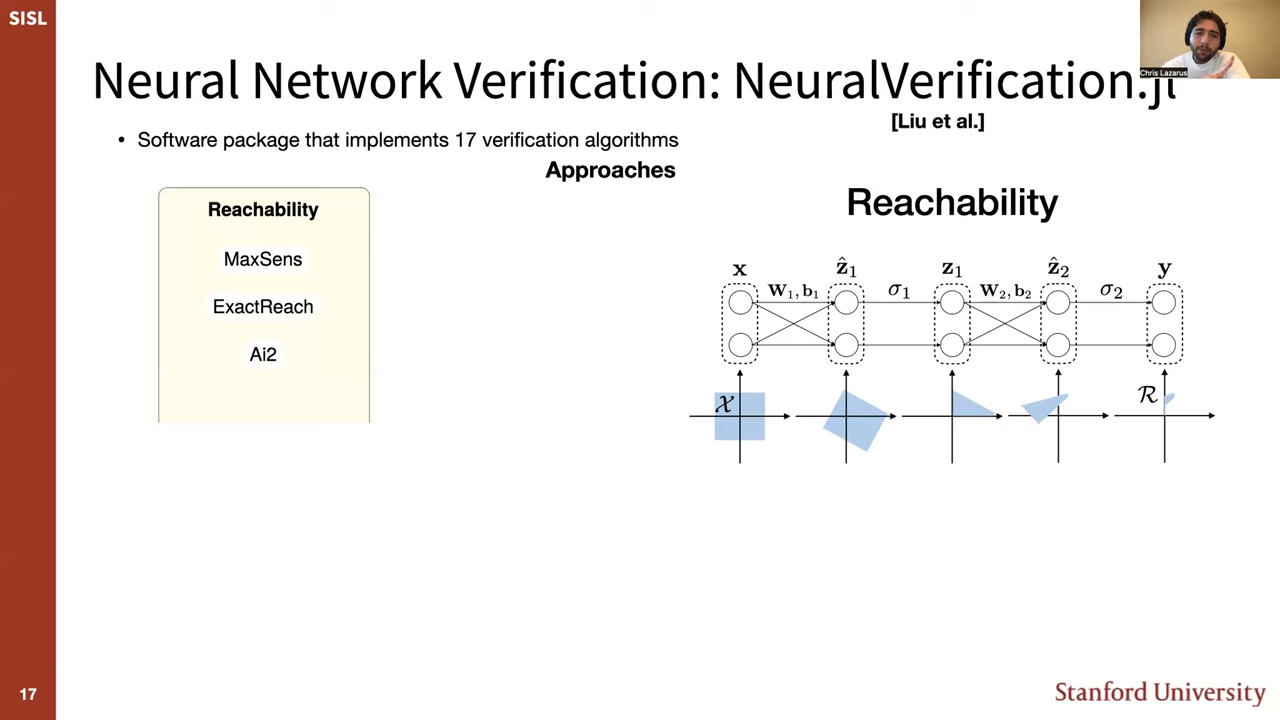 SISL
Chris Lazarus
Neural Network Verification: NeuralVerification.jl
[Liu et al.]
• Software package that implements 17 verification algorithms
Approaches
Reachability
MaxSens
ExactReach
Ai2
Reachability
x ẑ₁ z₁ ẑ₂ y
W₁, b₁ σ₁ W₂, b₂ σ₂
𝒳 ℛ
17
Stanford University